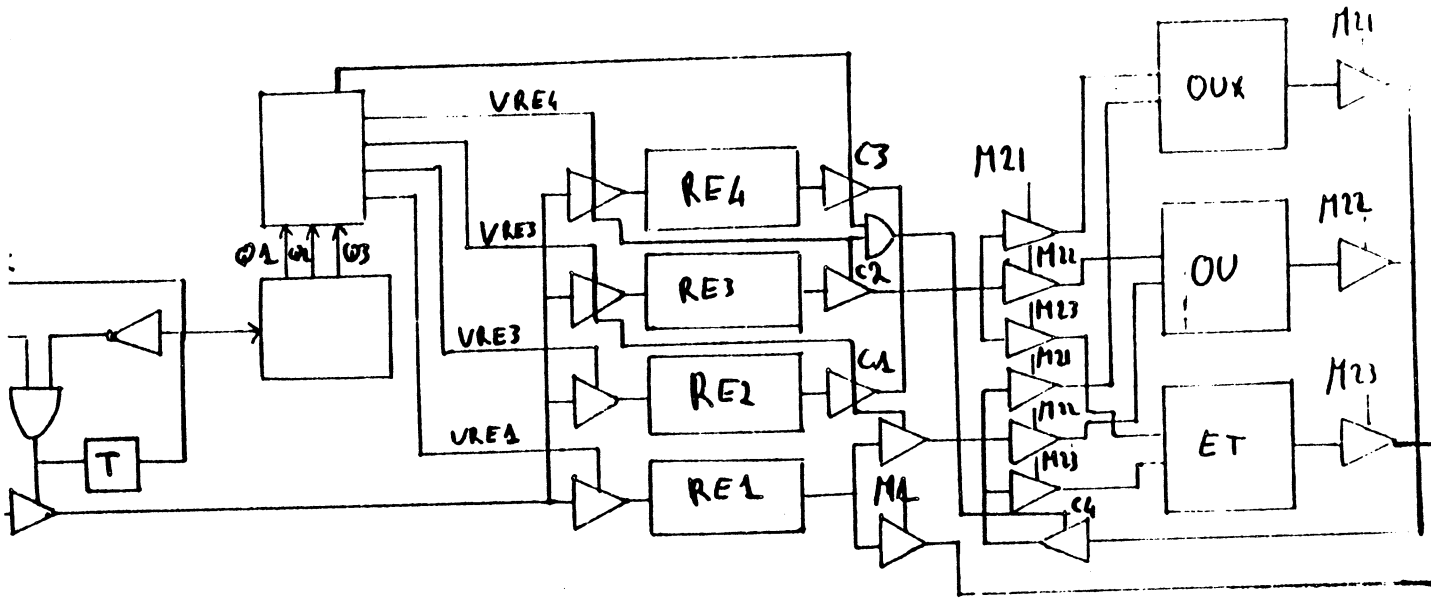 M21
OUX
VRE4
C3
RE4
M21
M22
VRE3
OU
Q1 Q2 Q3
M22
C2
RE3
M23
VRE3
M21
C1
M23
RE2
M22
VRE1
ET
T
M23
RE1
M1
C4